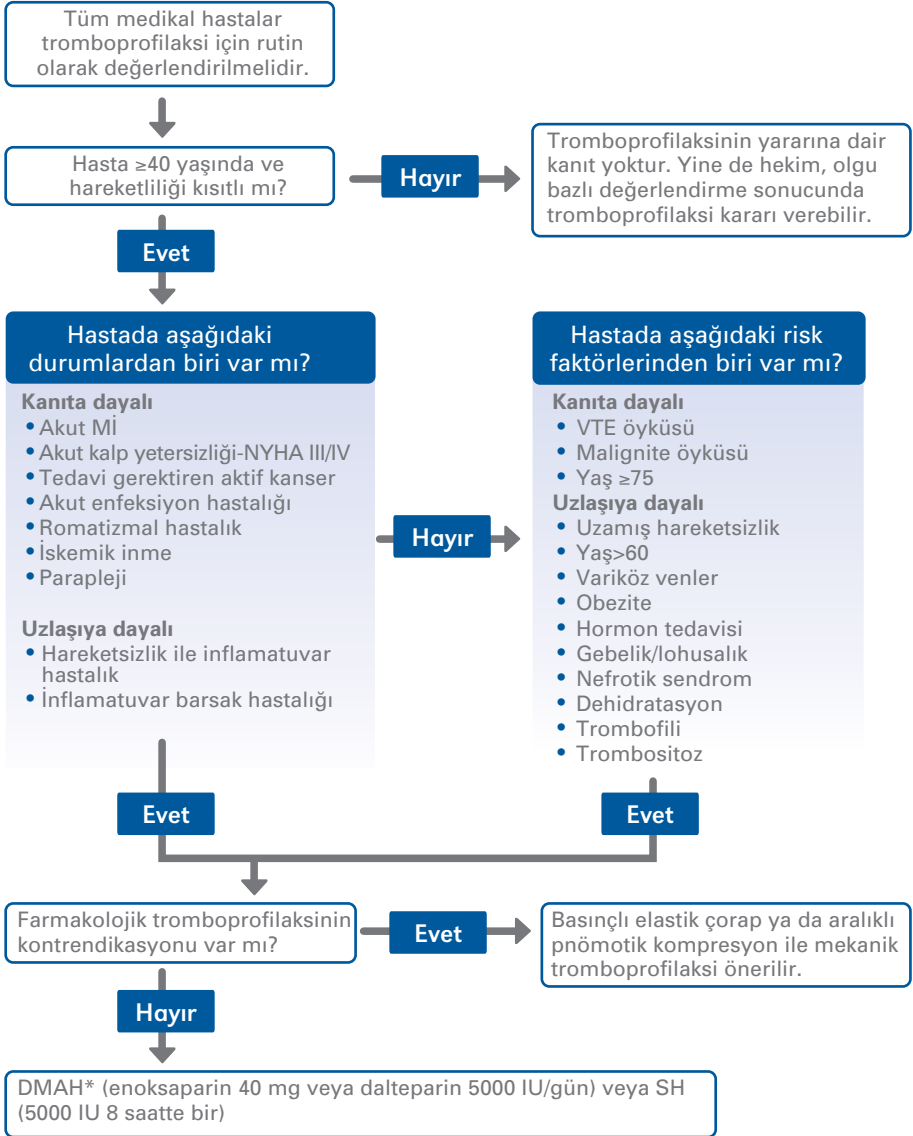 Tüm medikal hastalar
tromboprofilaksi için rutin
olarak değerlendirilmelidir.
Hasta ≥40 yaşında ve
hareketliliği kısıtlı mı?
Hayır
Tromboprofilaksinin yararına dair
kanıt yoktur. Yine de hekim, olgu
bazlı değerlendirme sonucunda
tromboprofilaksi kararı verebilir.
Evet
Hastada aşağıdaki
durumlardan biri var mı?
Kanıta dayalı
• Akut Mİ
• Akut kalp yetersizliği-NYHA III/IV
• Tedavi gerektiren aktif kanser
• Akut enfeksiyon hastalığı
• Romatizmal hastalık
• İskemik inme
• Parapleji
Uzlaşıya dayalı
• Hareketsizlik ile inflamatuvar
hastalık
• İnflamatuvar barsak hastalığı
Hayır
Hastada aşağıdaki risk
faktörlerinden biri var mı?
Kanıta dayalı
• VTE öyküsü
• Malignite öyküsü
• Yaş ≥75
Uzlaşıya dayalı
• Uzamış hareketsizlik
• Yaş>60
• Variköz venler
• Obezite
• Hormon tedavisi
• Gebelik/lohusalık
• Nefrotik sendrom
• Dehidratasyon
• Trombofili
• Trombositoz
Evet
Evet
Farmakolojik tromboprofilaksinin
kontrendikasyonu var mı?
Evet
Basınçlı elastik çorap ya da aralıklı
pnömotik kompresyon ile mekanik
tromboprofilaksi önerilir.
Hayır
DMAH* (enoksaparin 40 mg veya dalteparin 5000 IU/gün) veya SH
(5000 IU 8 saatte bir)